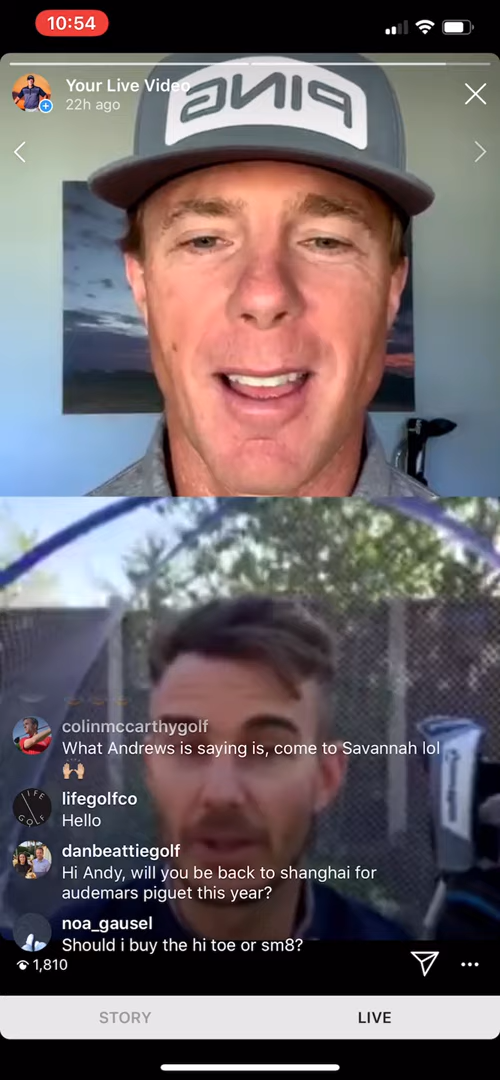 10:54
Your Live Video
22h ago
PING
colinmccarthygolf
What Andrews is saying is, come to Savannah lol
🙌🏼
lifegolfco
LIFE
GOLF
Hello
danbeattiegolf
Hi Andy, will you be back to shanghai for
audemars piguet this year?
noa_gausel
Should i buy the hi toe or sm8?
1,810
STORY
LIVE